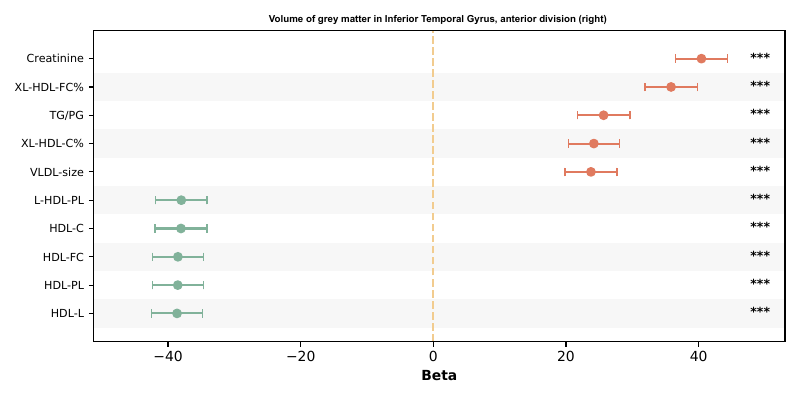 Volume of grey matter in Inferior Temporal Gyrus, anterior division (right)
Creatinine ***
XL-HDL-FC% ***
TG/PG ***
XL-HDL-C% ***
VLDL-size ***
L-HDL-PL ***
HDL-C ***
HDL-FC ***
HDL-PL ***
HDL-L ***
−40 −20 0 20 40
Beta